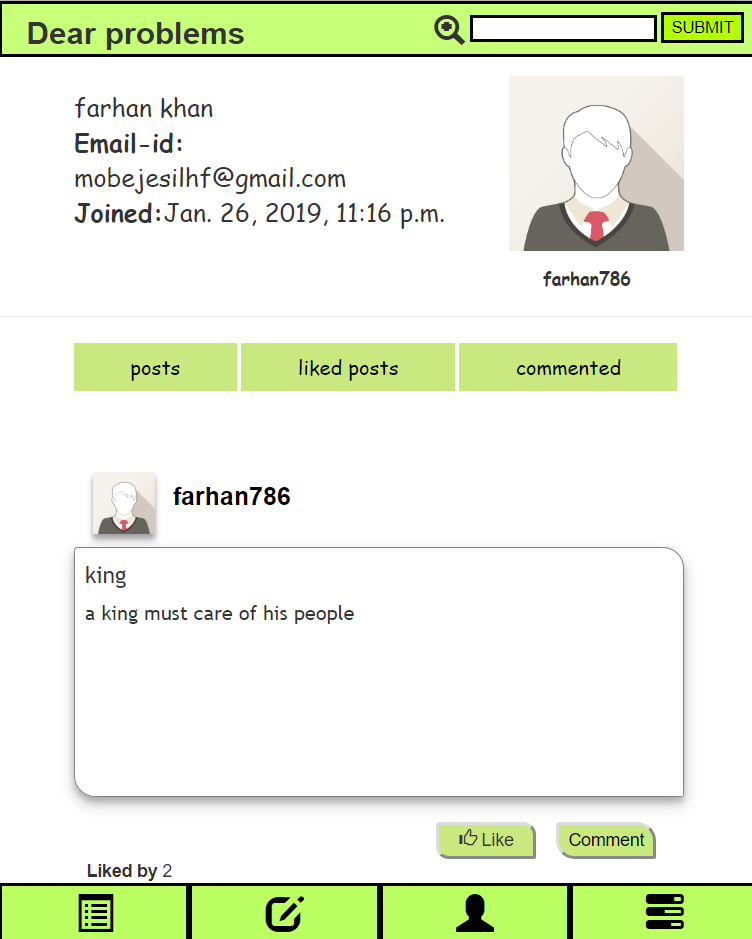 Dear problems
SUBMIT
farhan khan
Email-id:
mobejesilhf@gmail.com
Joined:Jan. 26, 2019, 11:16 p.m.
farhan786
posts
liked posts
commented
farhan786
king
a king must care of his people
Like
Comment
Liked by 2